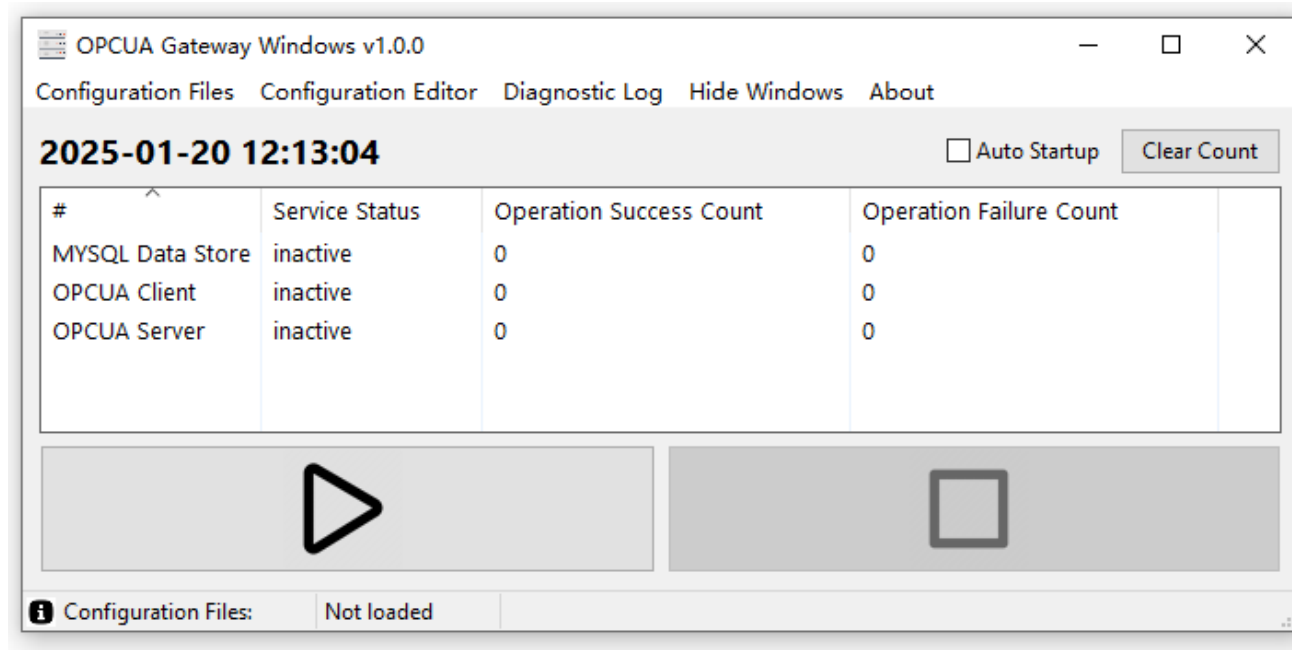 OPCUA Gateway Windows v1.0.0
Configuration Files Configuration Editor Diagnostic Log Hide Windows About
2025-01-20 12:13:04 Auto Startup Clear Count
# Service Status Operation Success Count Operation Failure Count
MYSQL Data Store inactive 0 0
OPCUA Client inactive 0 0
OPCUA Server inactive 0 0
Configuration Files: Not loaded